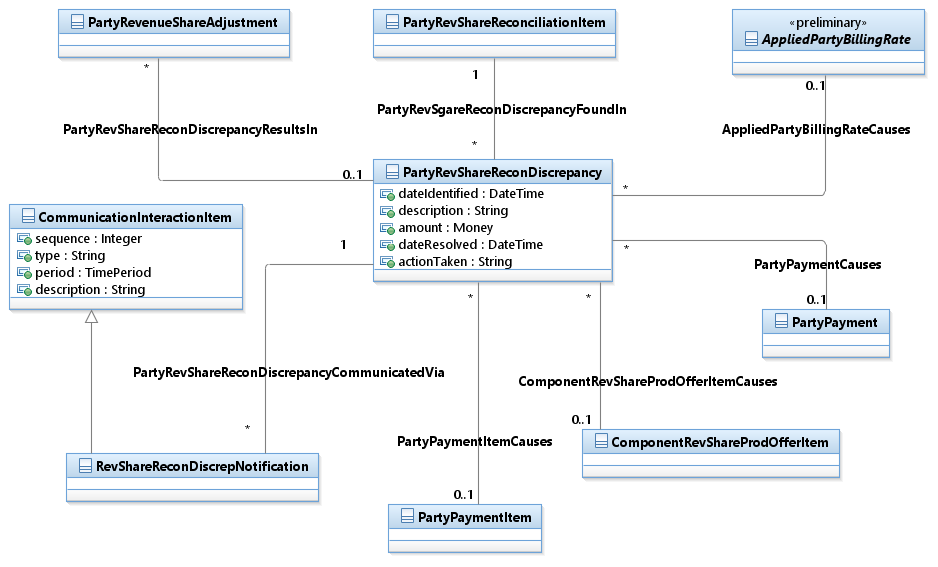 PartyRevenueShareAdjustment
PartyRevShareReconciliationItem
«preliminary»
AppliedPartyBillingRate
*
1
0..1
PartyRevSgareReconDiscrepancyFoundIn
PartyRevShareReconDiscrepancyResultsIn
AppliedPartyBillingRateCauses
*
0..1
PartyRevShareReconDiscrepancy
dateIdentified : DateTime
description : String
amount : Money
dateResolved : DateTime
actionTaken : String
*
CommunicationInteractionItem
sequence : Integer
type : String
period : TimePeriod
description : String
1
*
PartyPaymentCauses
0..1
PartyPayment
*
*
PartyRevShareReconDiscrepancyCommunicatedVia
ComponentRevShareProdOfferItemCauses
*
0..1
PartyPaymentItemCauses
ComponentRevShareProdOfferItem
RevShareReconDiscrepNotification
0..1
PartyPaymentItem